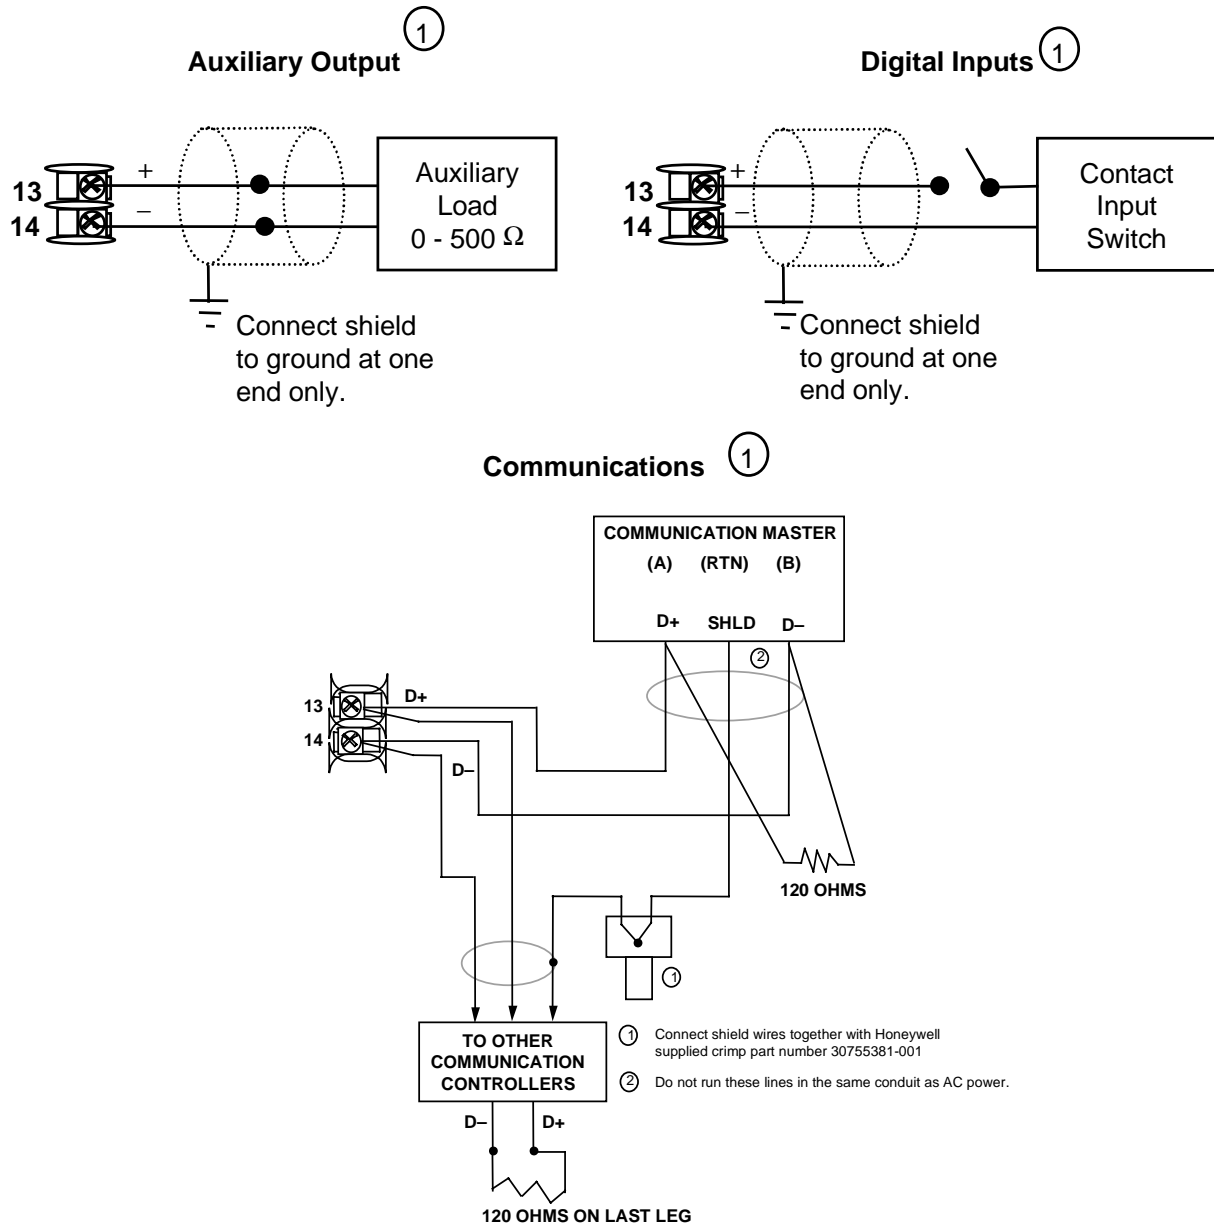 Auxiliary Output 1
13
14
+
–
Auxiliary
Load
0 - 500 Ω
Connect shield
to ground at one
end only.
Digital Inputs 1
13
14
+
–
Contact
Input
Switch
Connect shield
to ground at one
end only.
Communications 1
COMMUNICATION MASTER
(A) (RTN) (B)
D+ SHLD D–
2
13
14
D+
D–
120 OHMS
1
TO OTHER
COMMUNICATION
CONTROLLERS
D– D+
120 OHMS ON LAST LEG
1 Connect shield wires together with Honeywell
supplied crimp part number 30755381-001
2 Do not run these lines in the same conduit as AC power.